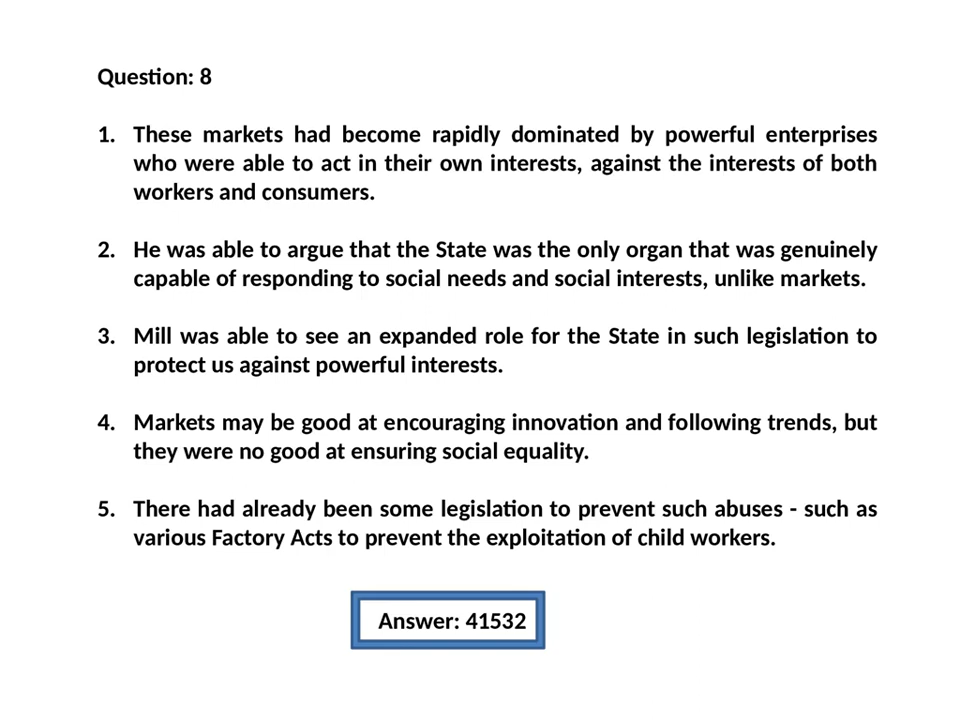 Question: 8
1. These markets had become rapidly dominated by powerful enterprises
who were able to act in their own interests, against the interests of both
workers and consumers.
2. He was able to argue that the State was the only organ that was genuinely
capable of responding to social needs and social interests, unlike markets.
3. Mill was able to see an expanded role for the State in such legislation to
protect us against powerful interests.
4. Markets may be good at encouraging innovation and following trends, but
they were no good at ensuring social equality.
5. There had already been some legislation to prevent such abuses - such as
various Factory Acts to prevent the exploitation of child workers.
Answer: 41532